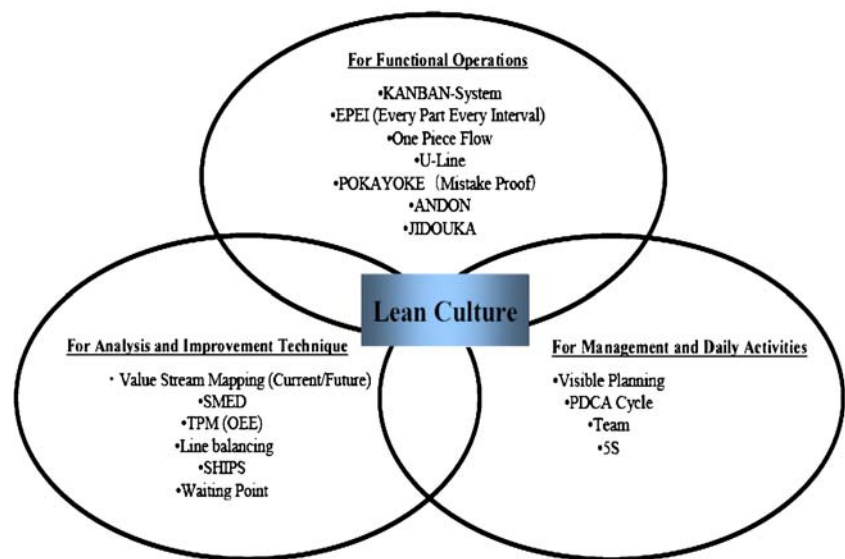 For Functional Operations
•KANBAN-System
•EPEI (Every Part Every Interval)
•One Piece Flow
•U-Line
•POKAYOKE (Mistake Proof)
•ANDON
•JIDOUKA
Lean Culture
For Analysis and Improvement Technique
・Value Stream Mapping (Current/Future)
•SMED
•TPM (OEE)
•Line balancing
•SHIPS
•Waiting Point
For Management and Daily Activities
•Visible Planning
•PDCA Cycle
•Team
•5S